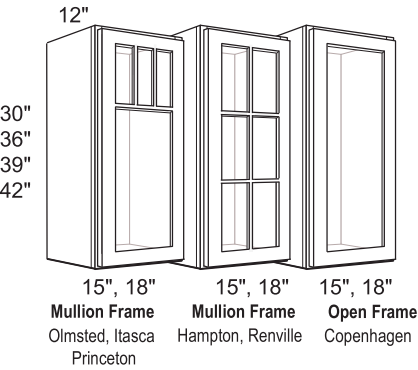 12"
30"
36"
39"
42"
15", 18" 15", 18" 15", 18"
Mullion Frame Mullion Frame Open Frame
Olmsted, Itasca Hampton, Renville Copenhagen
Princeton